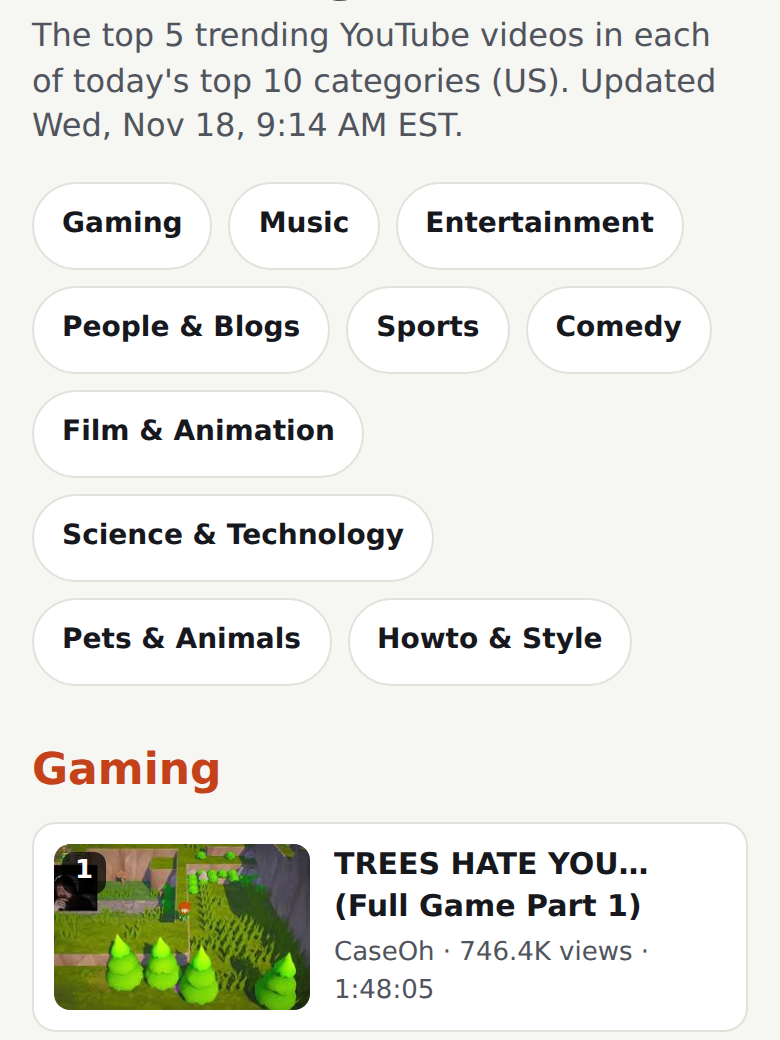 The top 5 trending YouTube videos in each
of today's top 10 categories (US). Updated
Wed, Nov 18, 9:14 AM EST.
Gaming
Music
Entertainment
People & Blogs
Sports
Comedy
Film & Animation
Science & Technology
Pets & Animals
Howto & Style
Gaming
1
TREES HATE YOU...
(Full Game Part 1)
CaseOh · 746.4K views ·
1:48:05